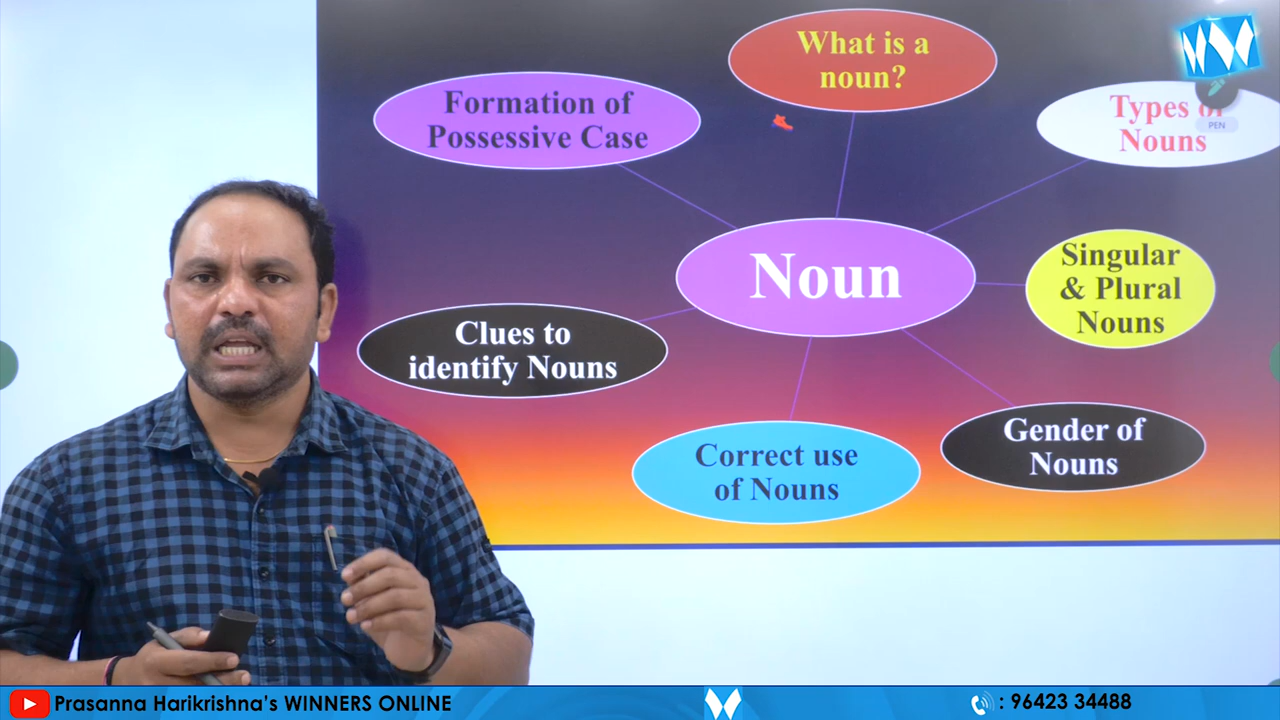 What is a
noun?
Formation of
Possessive Case
Types of
Nouns
PEN
Noun
Singular
& Plural
Nouns
Clues to
identify Nouns
Correct use
of Nouns
Gender of
Nouns
Prasanna Harikrishna's WINNERS ONLINE
: 96423 34488